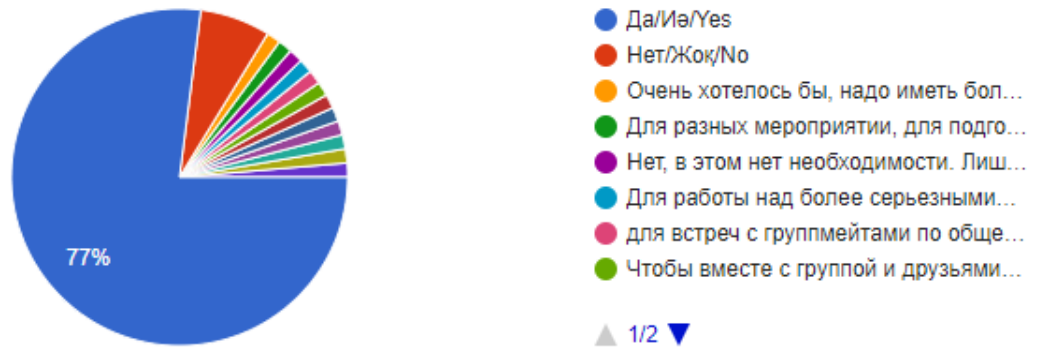 77%
Да/Иә/Yes
Нет/Жоқ/No
Очень хотелось бы, надо иметь бол...
Для разных мероприятии, для подго...
Нет, в этом нет необходимости. Лиш...
Для работы над более серьезными...
для встреч с группмейтами по обще...
Чтобы вместе с группой и друзьями...
1/2